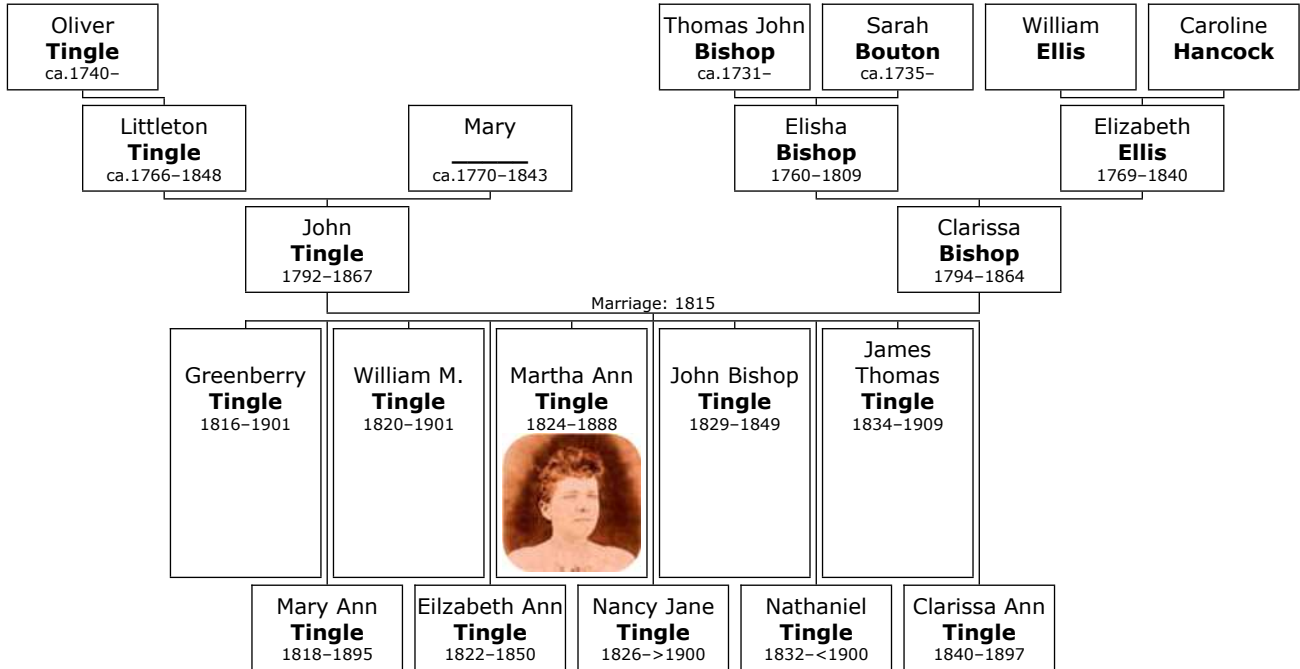 Oliver
Tingle
ca.1740–
Thomas John
Bishop
ca.1731–
Sarah
Bouton
ca.1735–
William
Ellis
Caroline
Hancock
Littleton
Tingle
ca.1766–1848
Mary
______
ca.1770–1843
Elisha
Bishop
1760–1809
Elizabeth
Ellis
1769–1840
John
Tingle
1792–1867
Clarissa
Bishop
1794–1864
Marriage: 1815
Greenberry
Tingle
1816–1901
William M.
Tingle
1820–1901
Martha Ann
Tingle
1824–1888
John Bishop
Tingle
1829–1849
James
Thomas
Tingle
1834–1909
Mary Ann
Tingle
1818–1895
Eilzabeth Ann
Tingle
1822–1850
Nancy Jane
Tingle
1826–>1900
Nathaniel
Tingle
1832–<1900
Clarissa Ann
Tingle
1840–1897